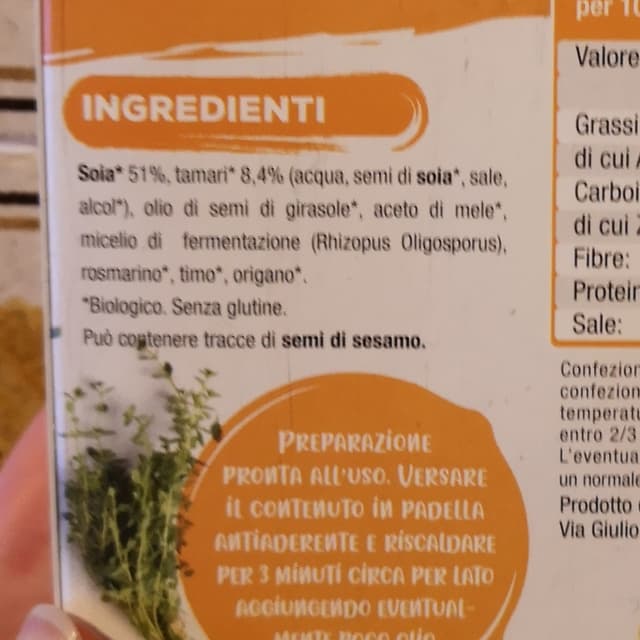 INGREDIENTI
Soia* 51%, tamari* 8,4% (acqua, semi di soia*, sale,
alcol*), olio di semi di girasole*, aceto di mele*,
micelio di fermentazione (Rhizopus Oligosporus),
rosmarino*, timo*, origano*.
*Biologico. Senza glutine.
Può contenere tracce di semi di sesamo.
PREPARAZIONE
PRONTA ALL'USO. VERSARE
IL CONTENUTO IN PADELLA
ANTIADERENTE E RISCALDARE
PER 3 MINUTI CIRCA PER LATO
AGGIUNGENDO EVENTUAL-
MENTE POCO OLIO
per 10
Valore
Grassi
di cui
Carboi
di cui
Fibre:
Protein
Sale:
Confezion
confezion
temperatu
entro 2/3
L'eventua
un normale
Prodotto
Via Giulio